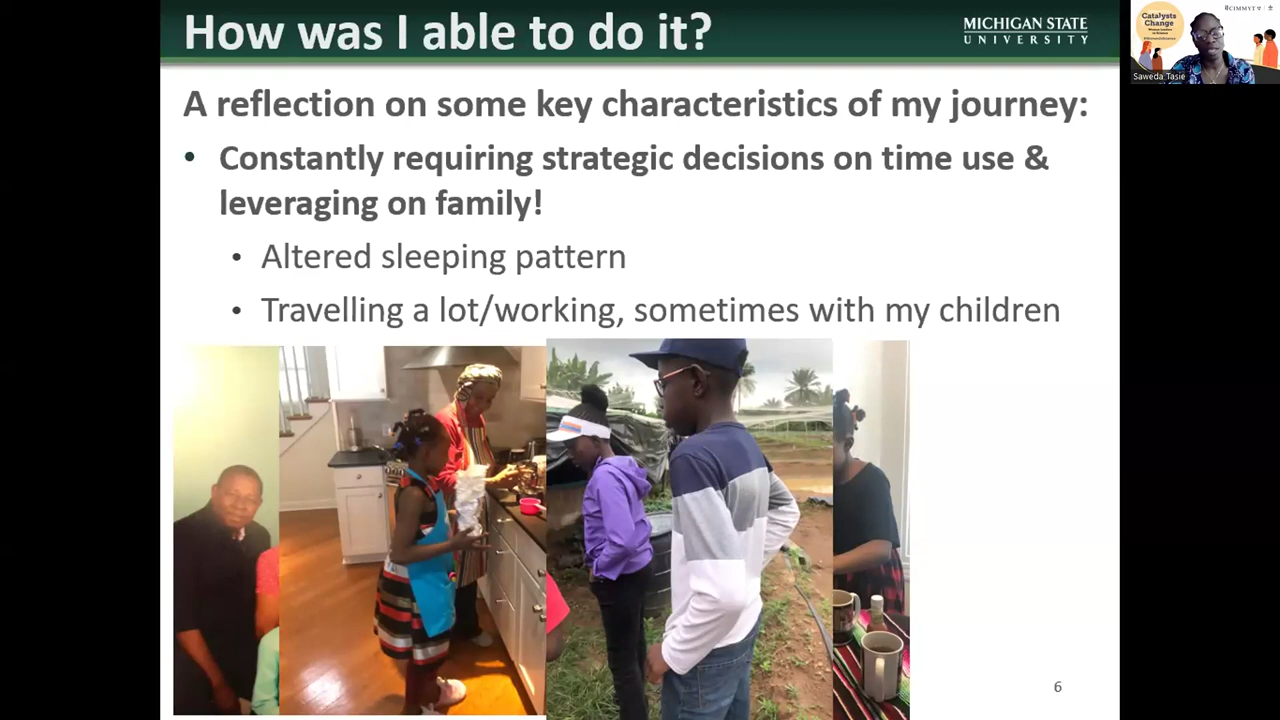 How was I able to do it?
MICHIGAN STATE
UNIVERSITY
A reflection on some key characteristics of my journey:
• Constantly requiring strategic decisions on time use &
leveraging on family!
• Altered sleeping pattern
• Travelling a lot/working, sometimes with my children
6
Catalysts
Change
Saweda Tasie